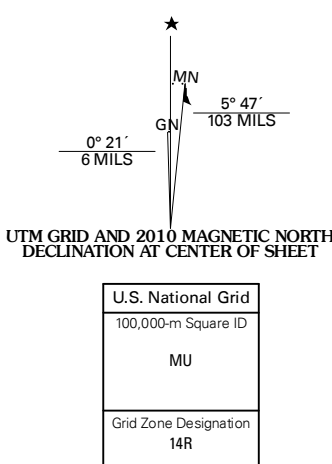 MN
GN
5° 47´
103 MILS
0° 21´
6 MILS
UTM GRID AND 2010 MAGNETIC NORTH
DECLINATION AT CENTER OF SHEET
U.S. National Grid
100,000-m Square ID
MU
Grid Zone Designation
14R